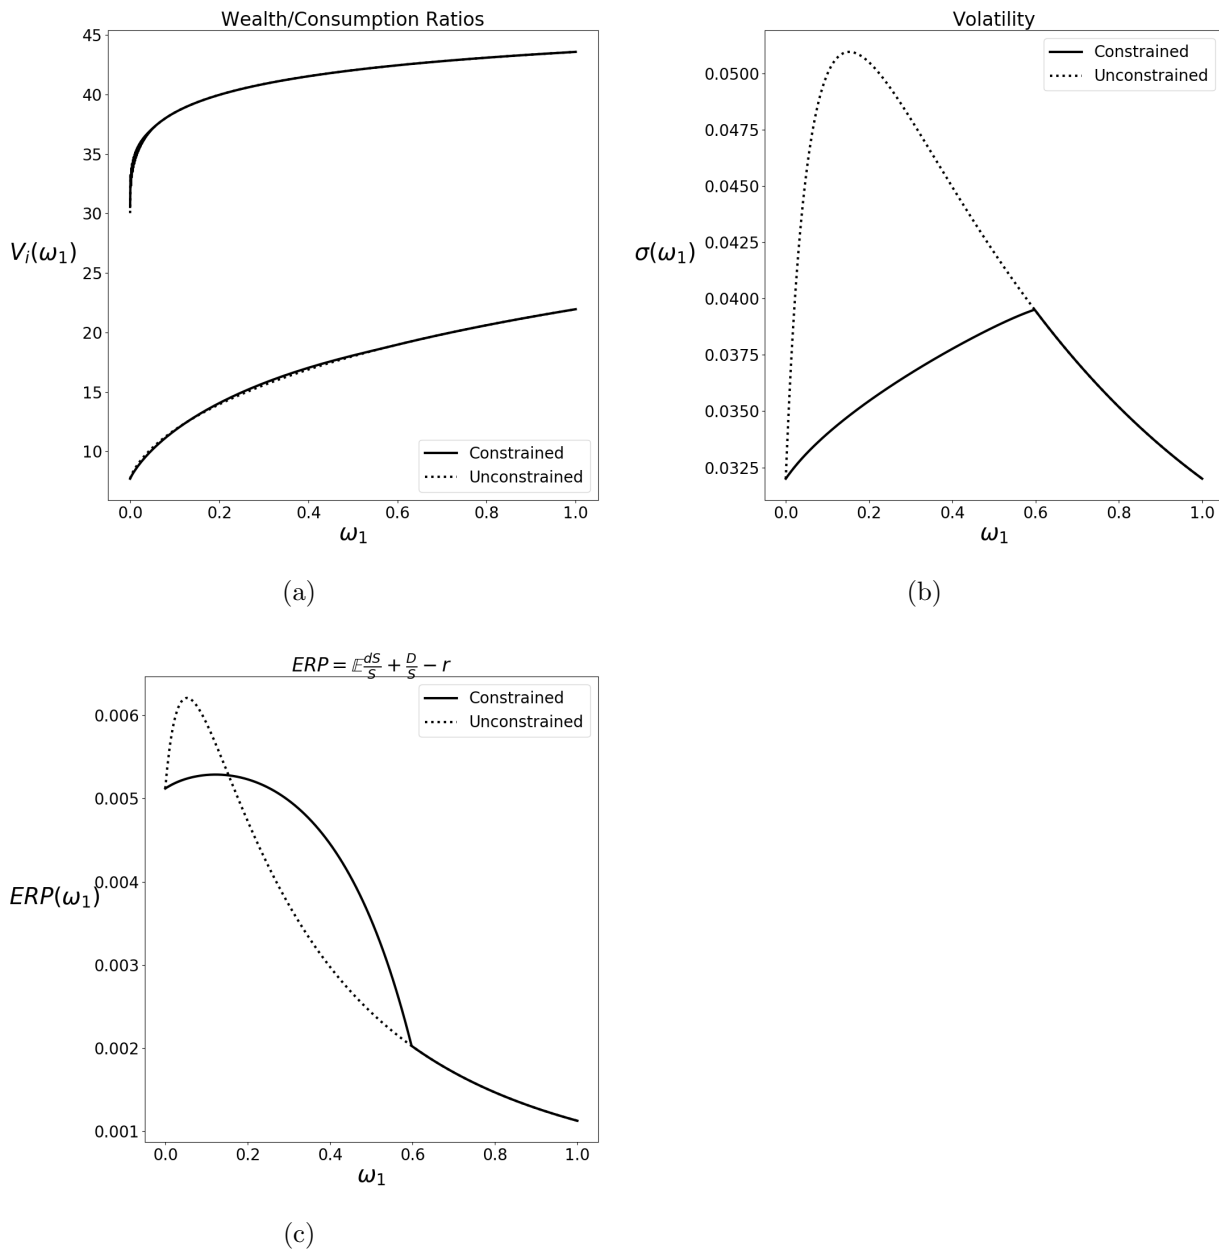 Wealth/Consumption Ratios
45
40
35
30
25
20
15
10
V_i(ω_1)
0.0 0.2 0.4 0.6 0.8 1.0
ω_1
Constrained
Unconstrained
(a)
Volatility
0.0500
0.0475
0.0450
0.0425
0.0400
0.0375
0.0350
0.0325
σ(ω_1)
0.0 0.2 0.4 0.6 0.8 1.0
ω_1
Constrained
Unconstrained
(b)
ERP = 𝔼 dS/S + D/S − r
0.006
0.005
0.004
0.003
0.002
0.001
ERP(ω_1)
0.0 0.2 0.4 0.6 0.8 1.0
ω_1
Constrained
Unconstrained
(c)